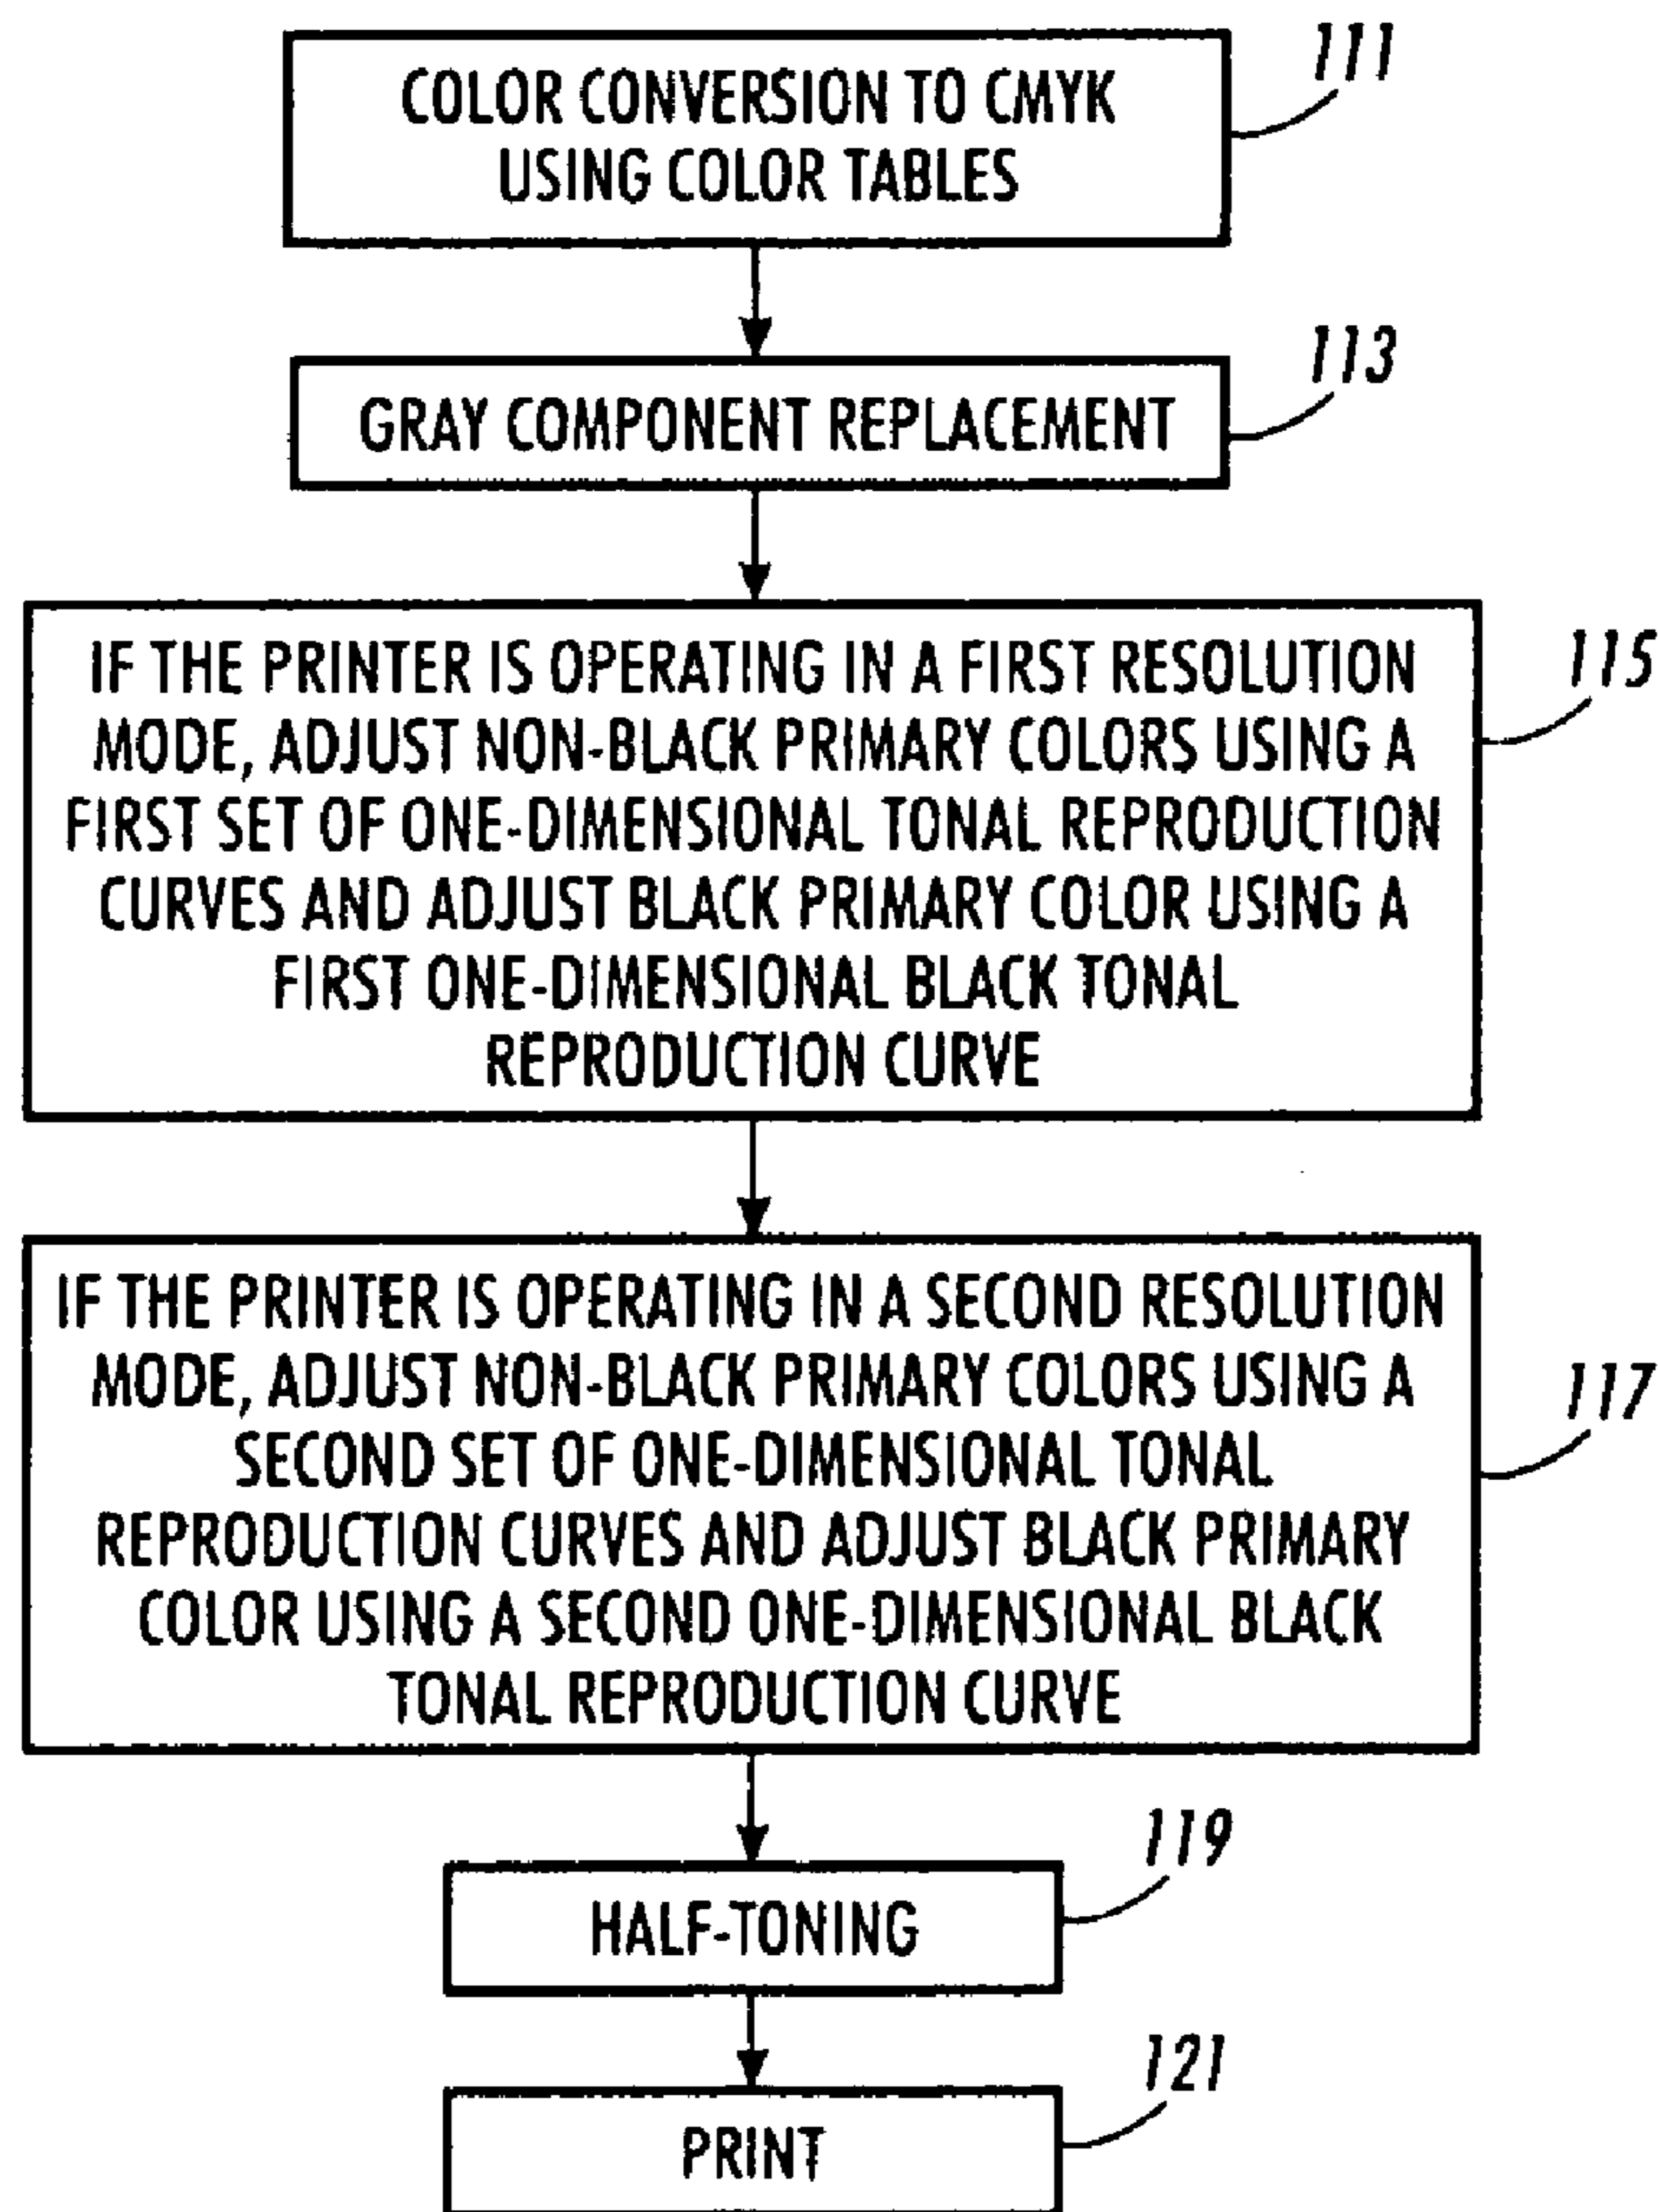 111
COLOR CONVERSION TO CMYK
USING COLOR TABLES
113
GRAY COMPONENT REPLACEMENT
115
IF THE PRINTER IS OPERATING IN A FIRST RESOLUTION
MODE, ADJUST NON-BLACK PRIMARY COLORS USING A
FIRST SET OF ONE-DIMENSIONAL TONAL REPRODUCTION
CURVES AND ADJUST BLACK PRIMARY COLOR USING A
FIRST ONE-DIMENSIONAL BLACK TONAL
REPRODUCTION CURVE
117
IF THE PRINTER IS OPERATING IN A SECOND RESOLUTION
MODE, ADJUST NON-BLACK PRIMARY COLORS USING A
SECOND SET OF ONE-DIMENSIONAL TONAL
REPRODUCTION CURVES AND ADJUST BLACK PRIMARY
COLOR USING A SECOND ONE-DIMENSIONAL BLACK
TONAL REPRODUCTION CURVE
119
HALF-TONING
121
PRINT